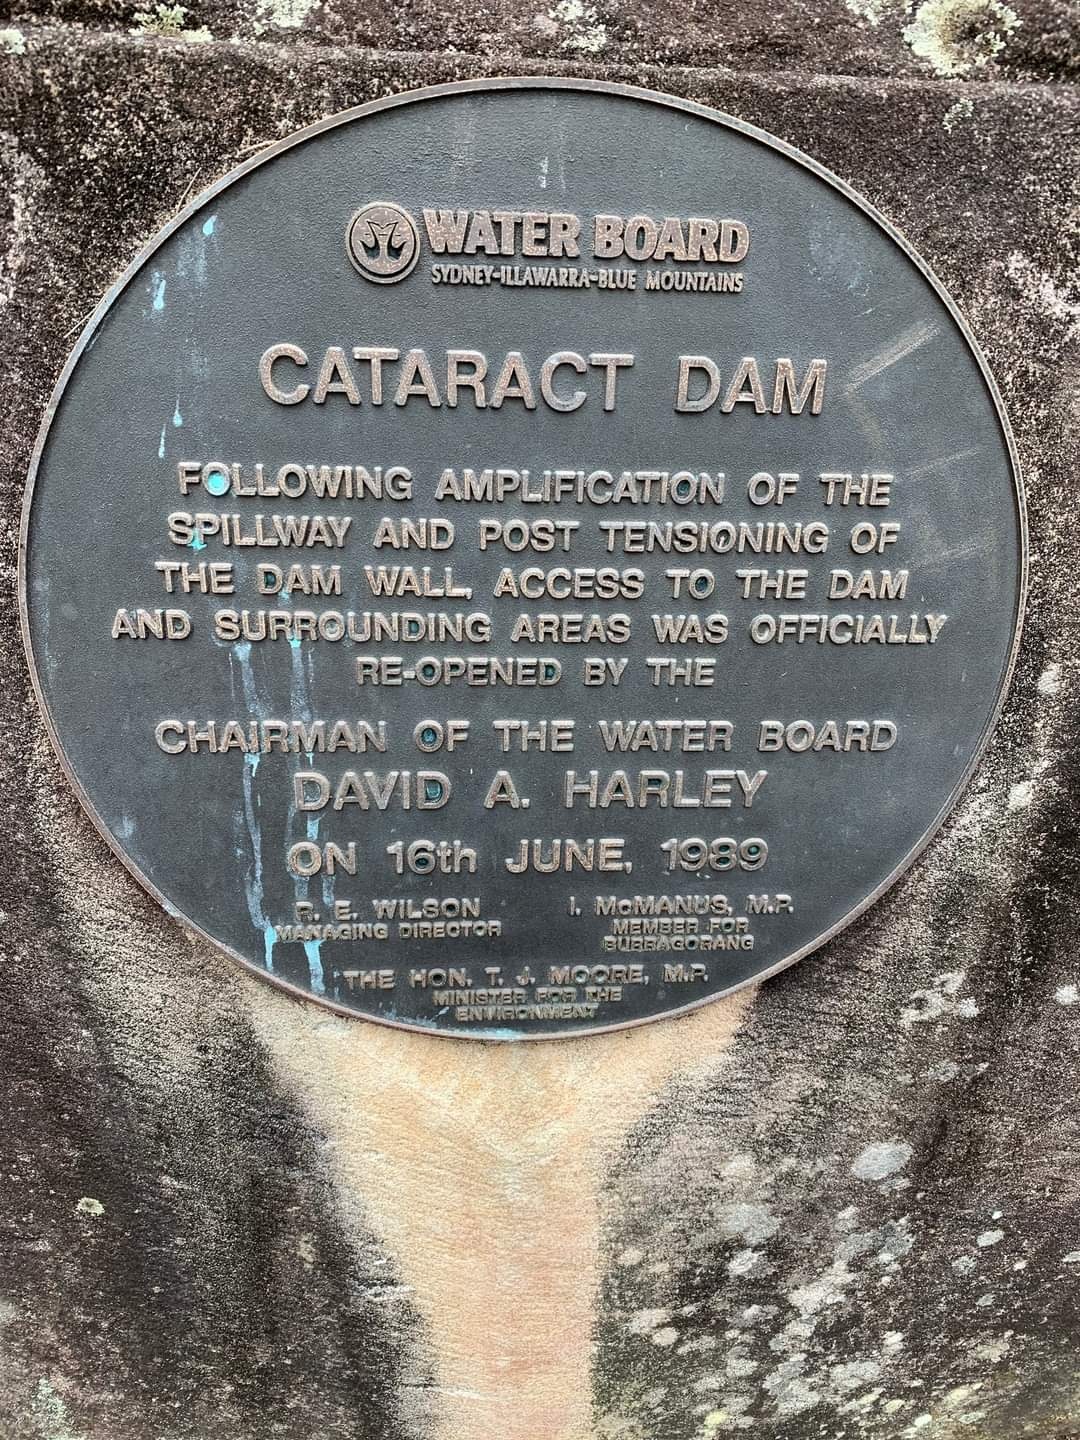 WATER BOARD
SYDNEY-ILLAWARRA-BLUE MOUNTAINS
CATARACT DAM
FOLLOWING AMPLIFICATION OF THE
SPILLWAY AND POST TENSIONING OF
THE DAM WALL, ACCESS TO THE DAM
AND SURROUNDING AREAS WAS OFFICIALLY
RE-OPENED BY THE
CHAIRMAN OF THE WATER BOARD
DAVID A. HARLEY
ON 16th JUNE, 1989
R. E. WILSON
MANAGING DIRECTOR
I. McMANUS, M.P.
MEMBER FOR
BURRAGORANG
THE HON. T. J. MOORE, M.P.
MINISTER FOR THE
ENVIRONMENT